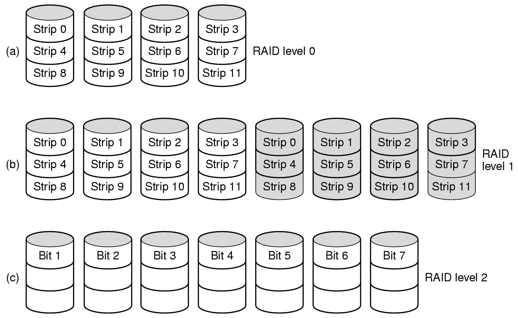 Strip 0 Strip 1 Strip 2 Strip 3
(a) Strip 4 Strip 5 Strip 6 Strip 7 RAID level 0
Strip 8 Strip 9 Strip 10 Strip 11
Strip 0 Strip 1 Strip 2 Strip 3 Strip 0 Strip 1 Strip 2 Strip 3
(b) Strip 4 Strip 5 Strip 6 Strip 7 Strip 4 Strip 5 Strip 6 Strip 7 RAID level 1
Strip 8 Strip 9 Strip 10 Strip 11 Strip 8 Strip 9 Strip 10 Strip 11
Bit 1 Bit 2 Bit 3 Bit 4 Bit 5 Bit 6 Bit 7
(c) RAID level 2